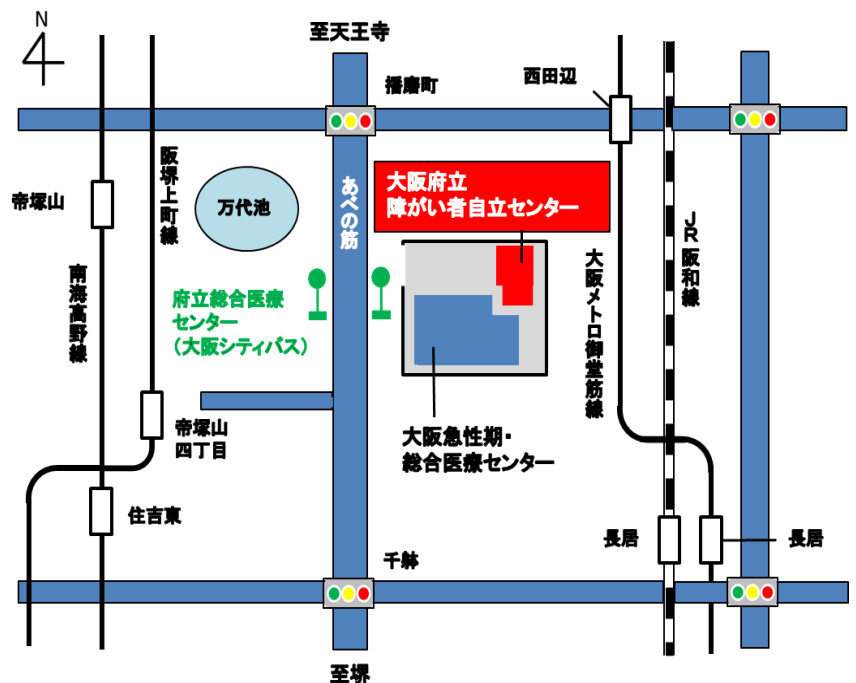 N
至天王寺
播磨町
西田辺
阪堺上町線
帝塚山
万代池
あべの筋
大阪府立
障がい者自立センター
JR阪和線
南海高野線
府立総合医療
センター
(大阪シティバス)
大阪メトロ御堂筋線
帝塚山
四丁目
大阪急性期・
総合医療センター
住吉東
長居
長居
千躰
至堺